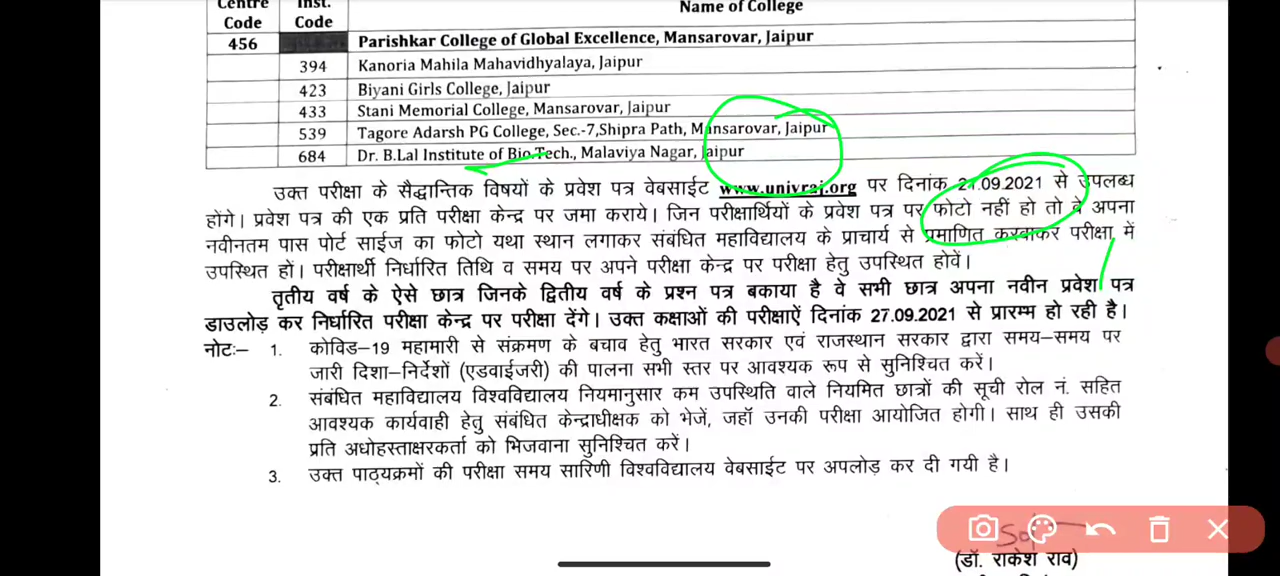 Centre Inst. Name of College
Code Code
456 Parishkar College of Global Excellence, Mansarovar, Jaipur
394 Kanoria Mahila Mahavidhyalaya, Jaipur
423 Biyani Girls College, Jaipur
433 Stani Memorial College, Mansarovar, Jaipur
539 Tagore Adarsh PG College, Sec.-7,Shipra Path, Mansarovar, Jaipur
684 Dr. B.Lal Institute of Bio.Tech., Malaviya Nagar, Jaipur
उक्त परीक्षा के सैद्धान्तिक विषयों के प्रवेश पत्र वेबसाईट www.univraj.org पर दिनांक 21.09.2021 से उपलब्ध
होंगे। प्रवेश पत्र की एक प्रति परीक्षा केन्द्र पर जमा कराये। जिन परीक्षार्थियों के प्रवेश पत्र पर फोटो नहीं हो तो वे अपना
नवीनतम पास पोर्ट साईज का फोटो यथा स्थान लगाकर संबंधित महाविद्यालय के प्राचार्य से प्रमाणित करवाकर परीक्षा में
उपस्थित हों। परीक्षार्थी निर्धारित तिथि व समय पर अपने परीक्षा केन्द्र पर परीक्षा हेतु उपस्थित होवें।
तृतीय वर्ष के ऐसे छात्र जिनके द्वितीय वर्ष के प्रश्न पत्र बकाया है वे सभी छात्र अपना नवीन प्रवेश पत्र
डाउलोड़ कर निर्धारित परीक्षा केन्द्र पर परीक्षा देंगे। उक्त कक्षाओं की परीक्षाऐं दिनांक 27.09.2021 से प्रारम्भ हो रही है।
नोटः– 1. कोविड–19 महामारी से संक्रमण के बचाव हेतु भारत सरकार एवं राजस्थान सरकार द्वारा समय–समय पर
जारी दिशा–निर्देशों (एडवाईजरी) की पालना सभी स्तर पर आवश्यक रूप से सुनिश्चित करें।
2. संबंधित महाविद्यालय विश्वविद्यालय नियमानुसार कम उपस्थिति वाले नियमित छात्रों की सूची रोल नं. सहित
आवश्यक कार्यवाही हेतु संबंधित केन्द्राधीक्षक को भेजें, जहॉ उनकी परीक्षा आयोजित होगी। साथ ही उसकी
प्रति अधोहस्ताक्षरकर्ता को भिजवाना सुनिश्चित करें।
3. उक्त पाठ्यक्रमों की परीक्षा समय सारिणी विश्वविद्यालय वेबसाईट पर अपलोड़ कर दी गयी है।
(डॉ. राकेश राव)